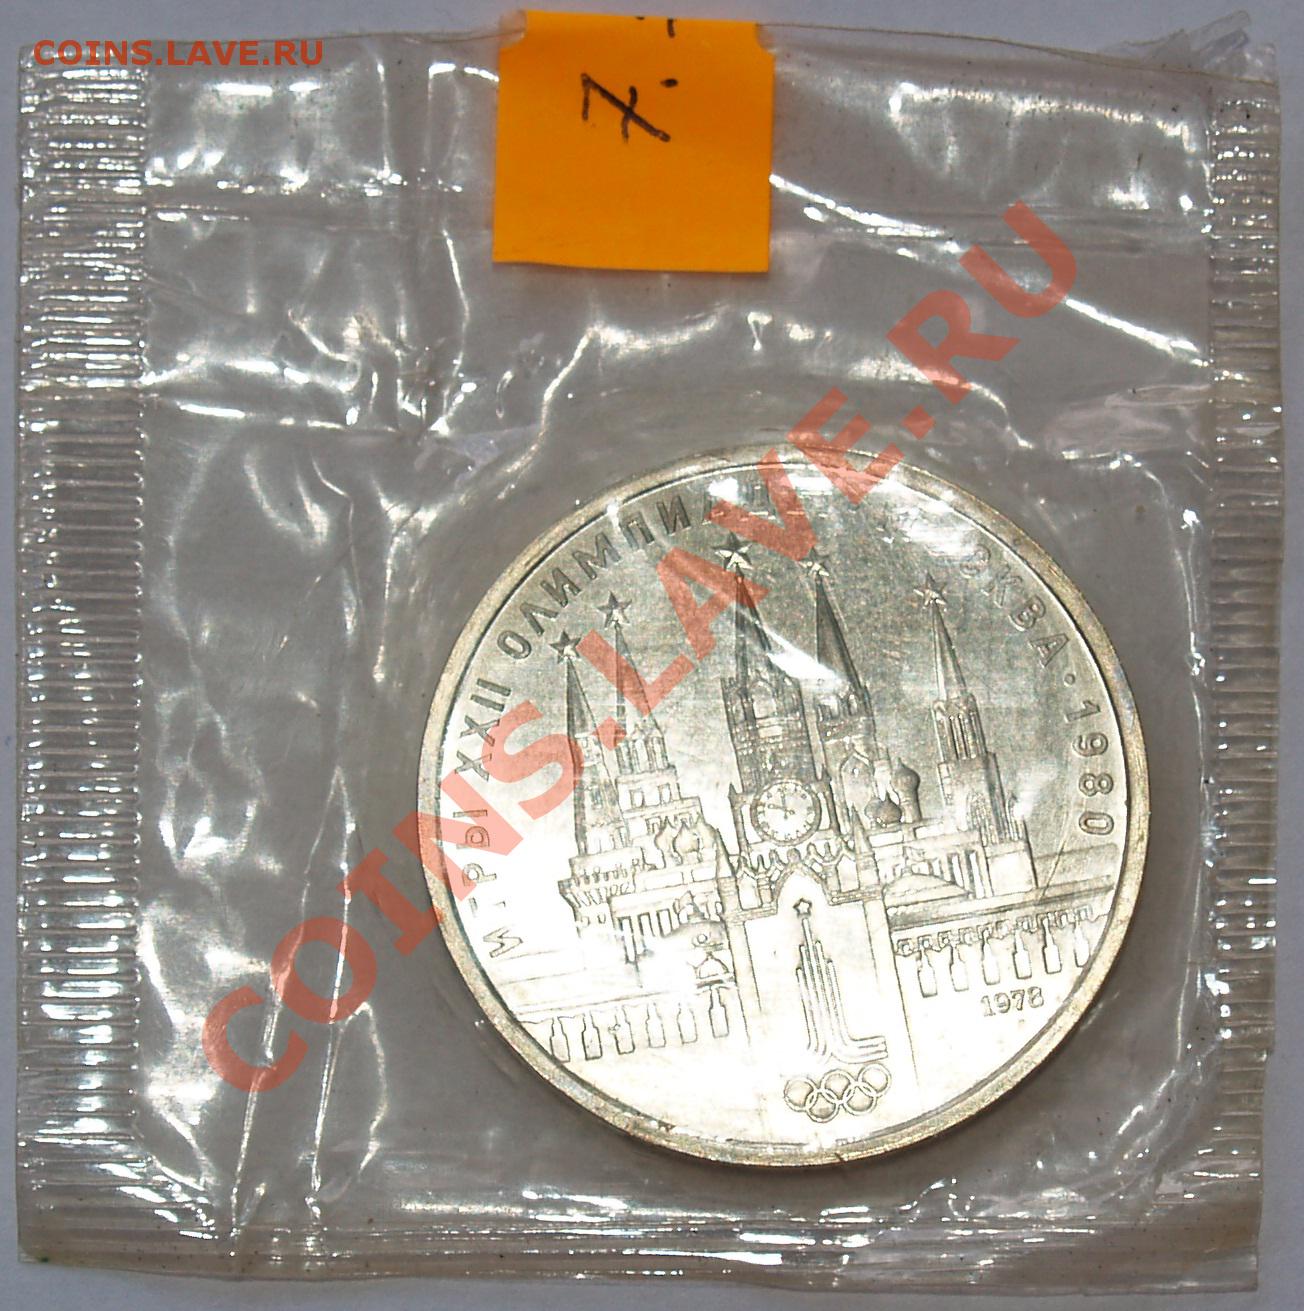 COINS.LAVE.RU
7.-
ИГРЫ XXII ОЛИМПИАДЫ МОСКВА · 1980
1978
COINS.LAVE.RU